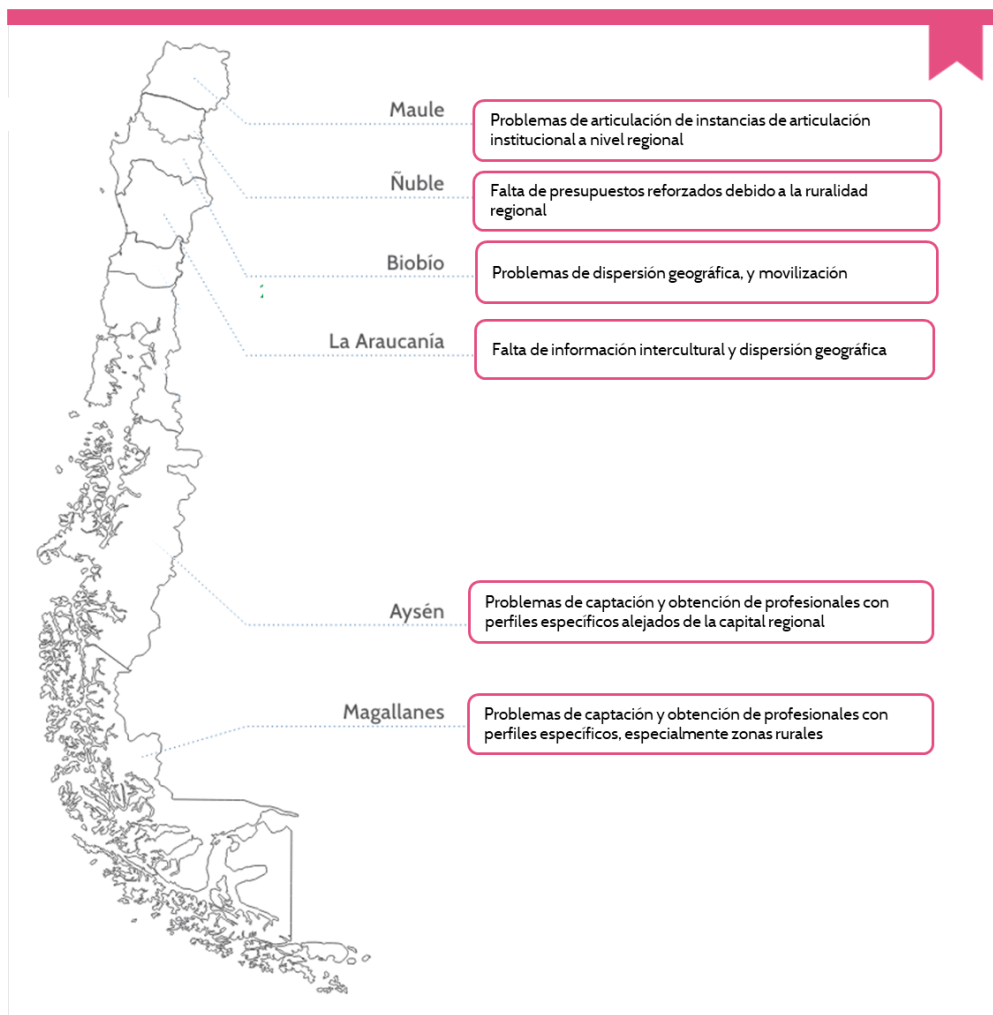 Maule
Problemas de articulación de instancias de articulación
institucional a nivel regional
Ñuble
Falta de presupuestos reforzados debido a la ruralidad
regional
Biobío
Problemas de dispersión geográfica, y movilización
La Araucanía
Falta de información intercultural y dispersión geográfica
Aysén
Problemas de captación y obtención de profesionales con
perfiles específicos alejados de la capital regional
Magallanes
Problemas de captación y obtención de profesionales con
perfiles específicos, especialmente zonas rurales